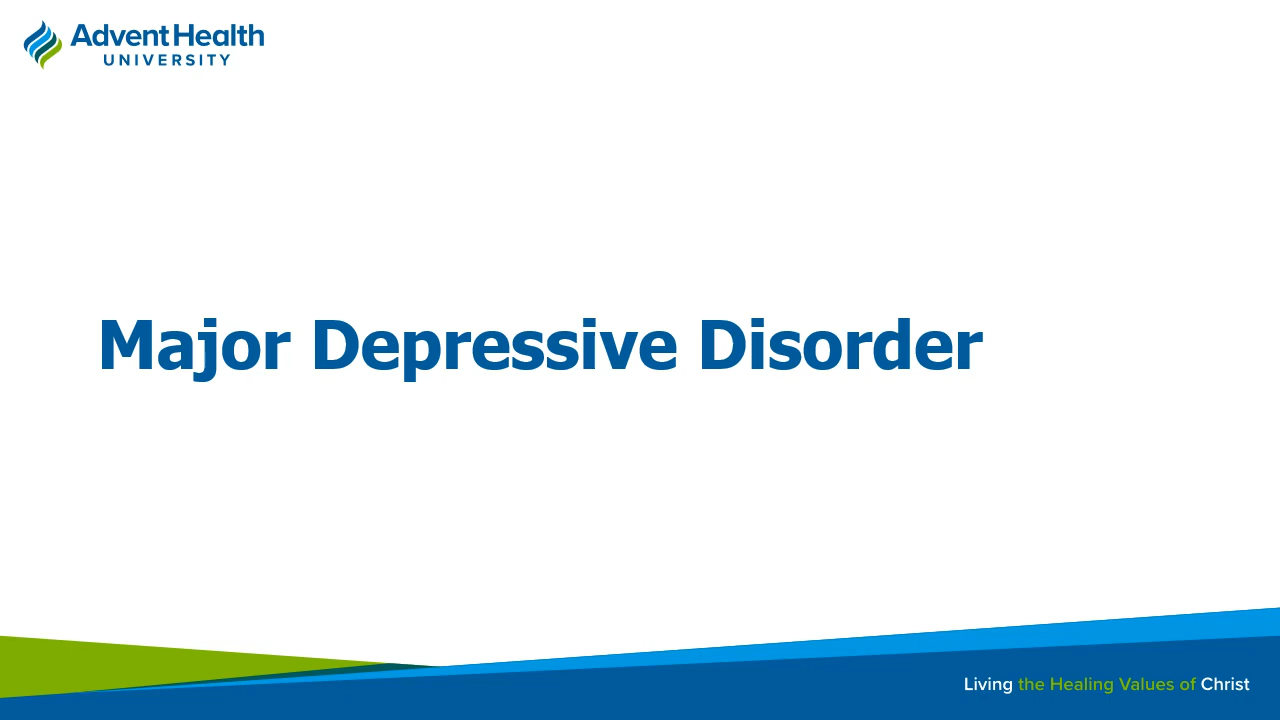 AdventHealth
UNIVERSITY
Major Depressive Disorder
Living the Healing Values of Christ